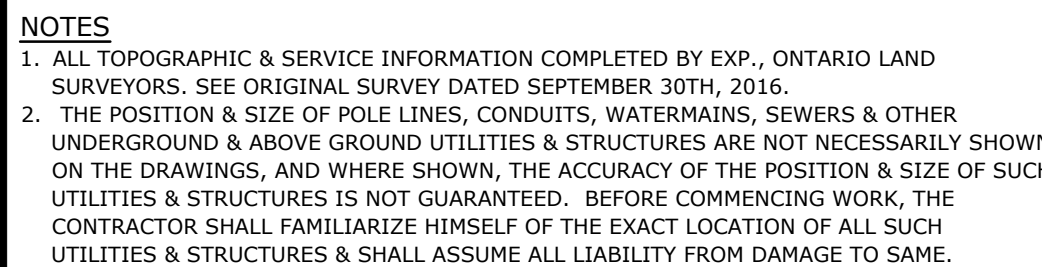 NOTES
1. ALL TOPOGRAPHIC & SERVICE INFORMATION COMPLETED BY EXP., ONTARIO LAND
SURVEYORS. SEE ORIGINAL SURVEY DATED SEPTEMBER 30TH, 2016.
2. THE POSITION & SIZE OF POLE LINES, CONDUITS, WATERMAINS, SEWERS & OTHER
UNDERGROUND & ABOVE GROUND UTILITIES & STRUCTURES ARE NOT NECESSARILY SHOWN
ON THE DRAWINGS, AND WHERE SHOWN, THE ACCURACY OF THE POSITION & SIZE OF SUCH
UTILITIES & STRUCTURES IS NOT GUARANTEED. BEFORE COMMENCING WORK, THE
CONTRACTOR SHALL FAMILIARIZE HIMSELF OF THE EXACT LOCATION OF ALL SUCH
UTILITIES & STRUCTURES & SHALL ASSUME ALL LIABILITY FROM DAMAGE TO SAME.